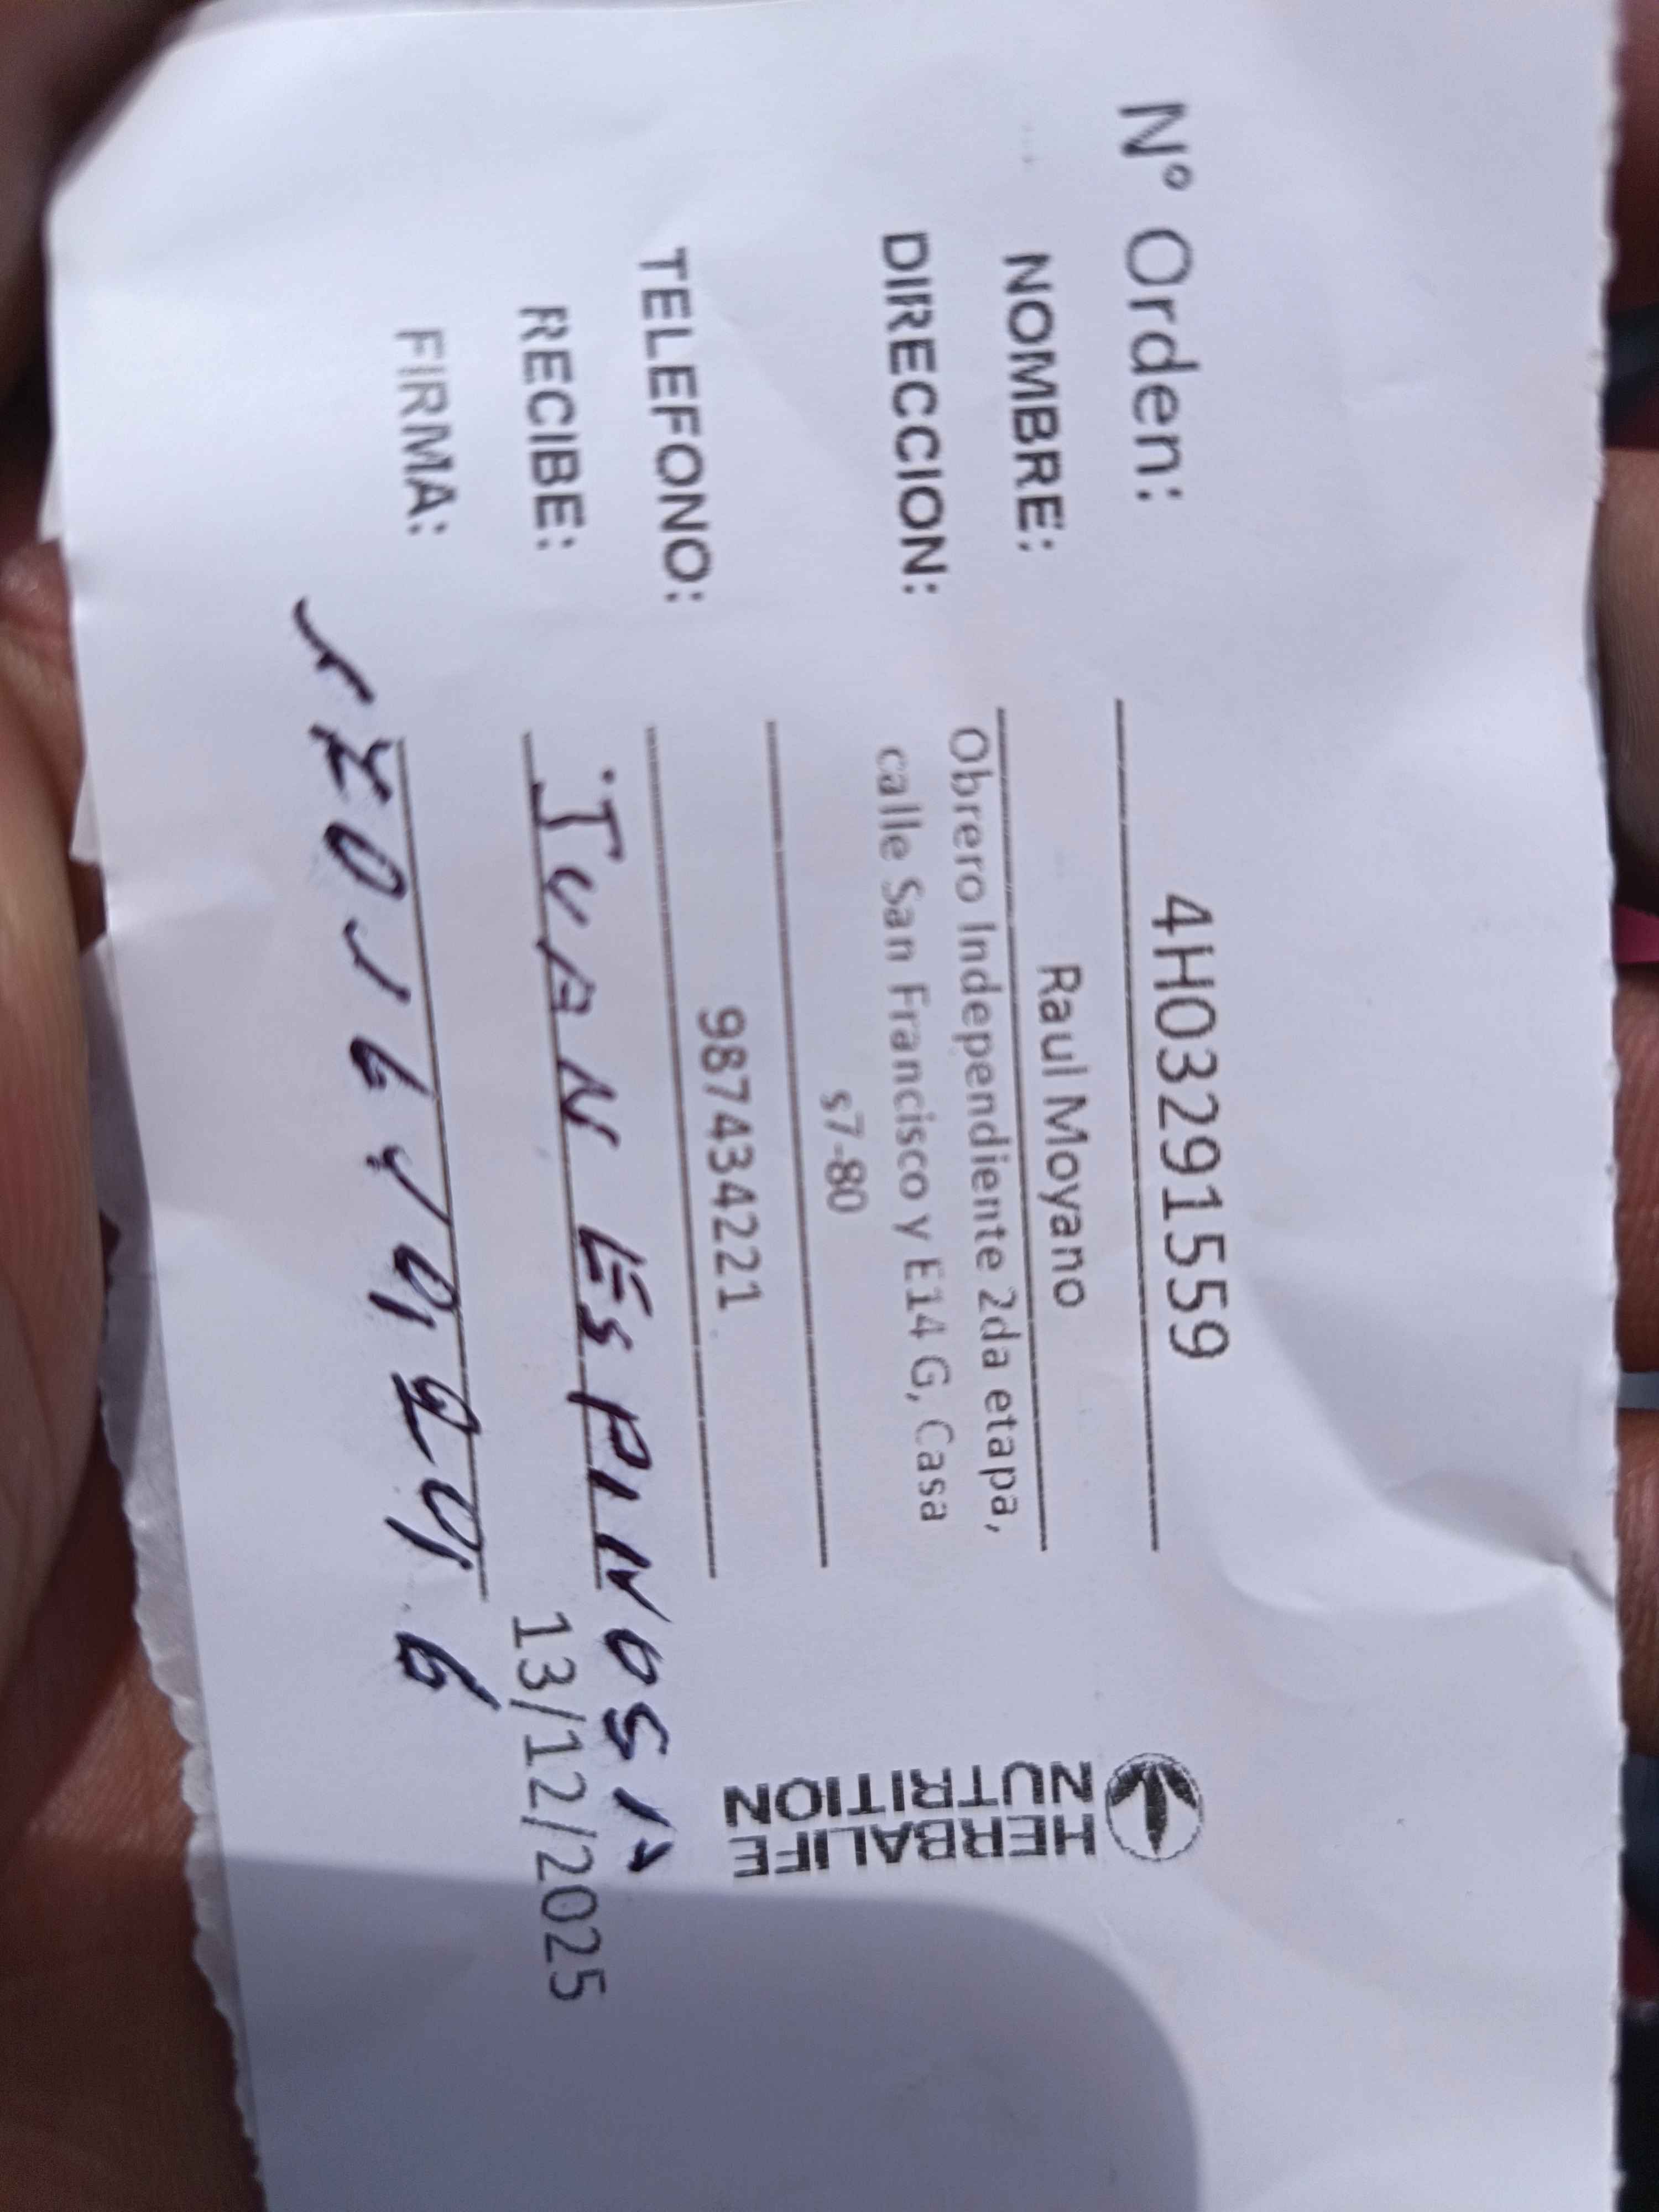 N° Orden: 4H03291559
NOMBRE: Raul Moyano
DIRECCION: Obrero Independiente 2da etapa,
calle San Francisco y E14 G, Casa
s7-80
TELEFONO: 987434221
RECIBE: JUAN ESPINOSIA
FIRMA:
13/12/2025
HERBALIFE
NUTRITION